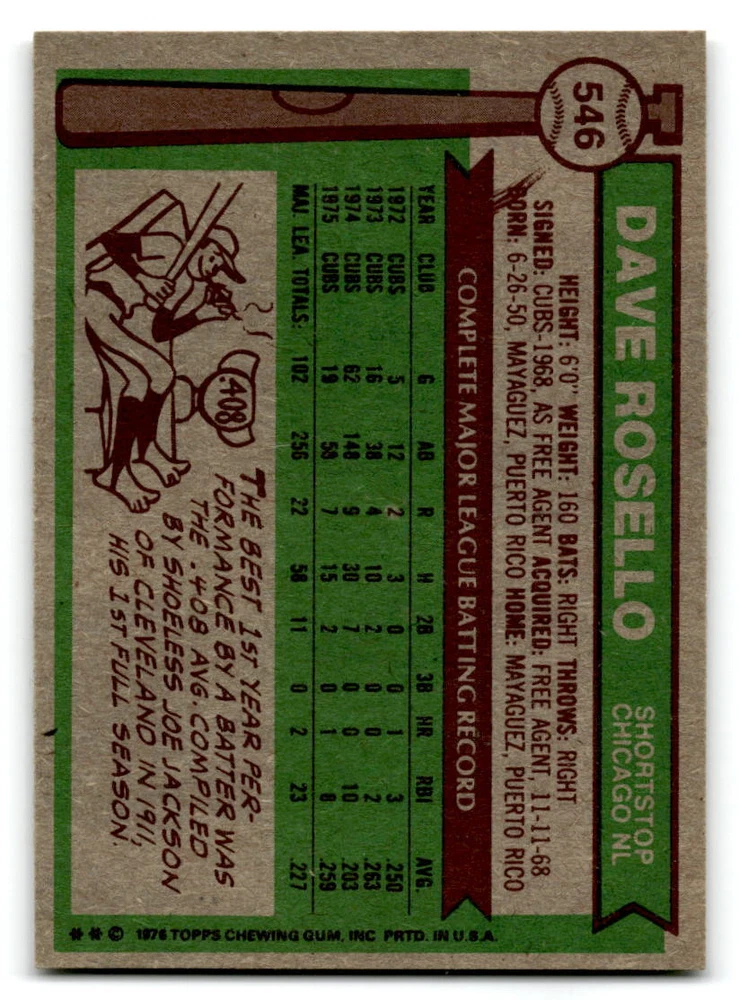 546
DAVE ROSELLO
SHORTSTOP
CHICAGO NL
HEIGHT: 6'0" WEIGHT: 160 BATS: RIGHT THROWS: RIGHT
SIGNED: CUBS-1968, AS FREE AGENT ACQUIRED: FREE AGENT, 11-11-68
BORN: 6-26-50, MAYAGUEZ, PUERTO RICO HOME: MAYAGUEZ, PUERTO RICO
COMPLETE MAJOR LEAGUE BATTING RECORD
YEAR CLUB G AB R H 2B 3B HR RBI AVG.
1972 CUBS 5 12 2 3 0 0 1 3 .250
1973 CUBS 16 38 4 10 2 0 0 2 .263
1974 CUBS 62 148 9 30 7 0 0 10 .203
1975 CUBS 19 58 7 15 2 0 1 8 .259
MAJ. LEA. TOTALS: 102 256 22 58 11 0 2 23 .227
.408
THE BEST 1ST YEAR PER-
FORMANCE BY A BATTER WAS
THE .408 AVG. COMPILED
BY SHOELESS JOE JACKSON
OF CLEVELAND IN 1911,
HIS 1ST FULL SEASON.
* * © 1976 TOPPS CHEWING GUM, INC PRTD. IN U.S.A.